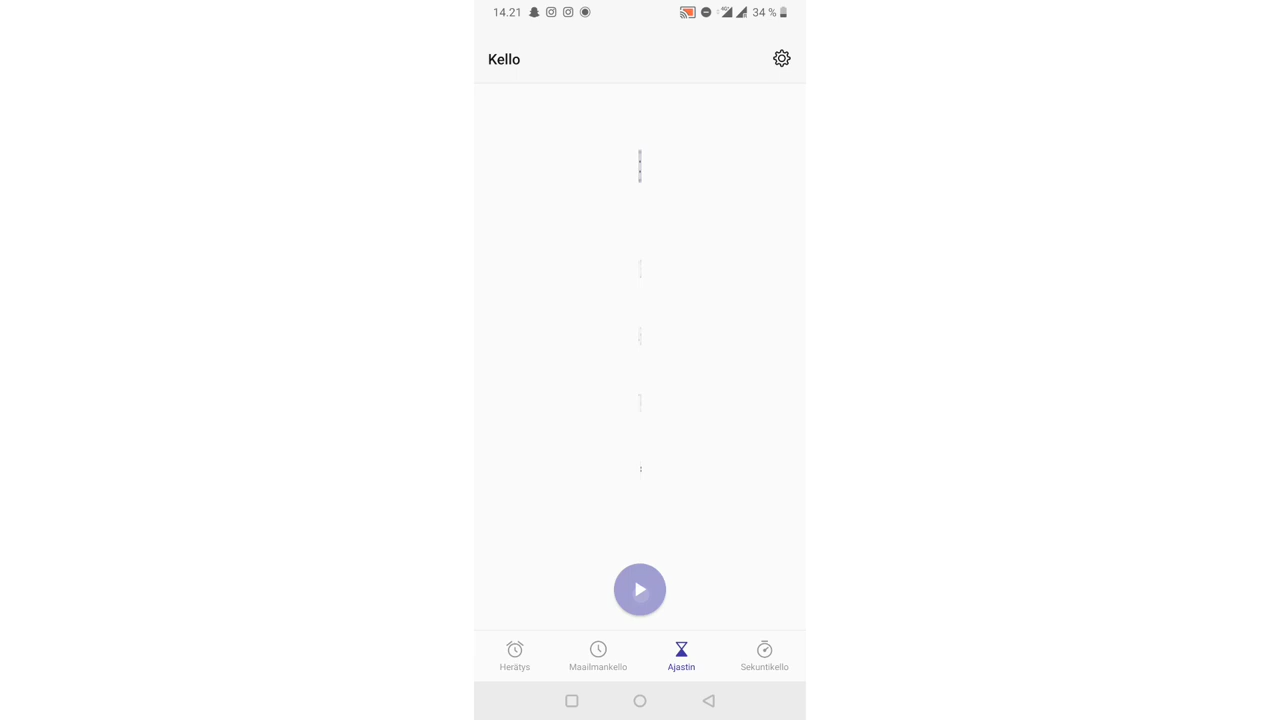 14.21
34 %
Kello
Herätys
Maailmankello
Ajastin
Sekuntikello